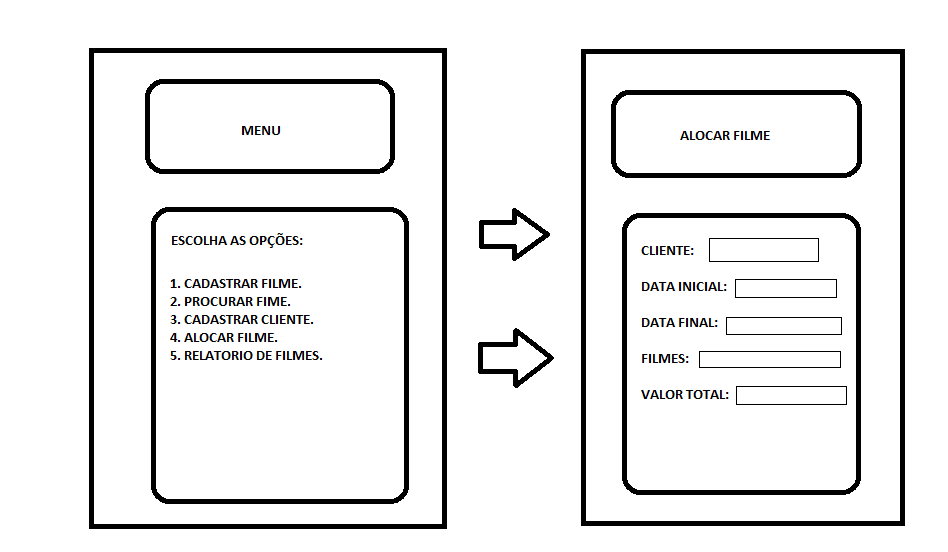 MENU
ESCOLHA AS OPÇÕES:
1. CADASTRAR FILME.
2. PROCURAR FIME.
3. CADASTRAR CLIENTE.
4. ALOCAR FILME.
5. RELATORIO DE FILMES.
ALOCAR FILME
CLIENTE:
DATA INICIAL:
DATA FINAL:
FILMES:
VALOR TOTAL: